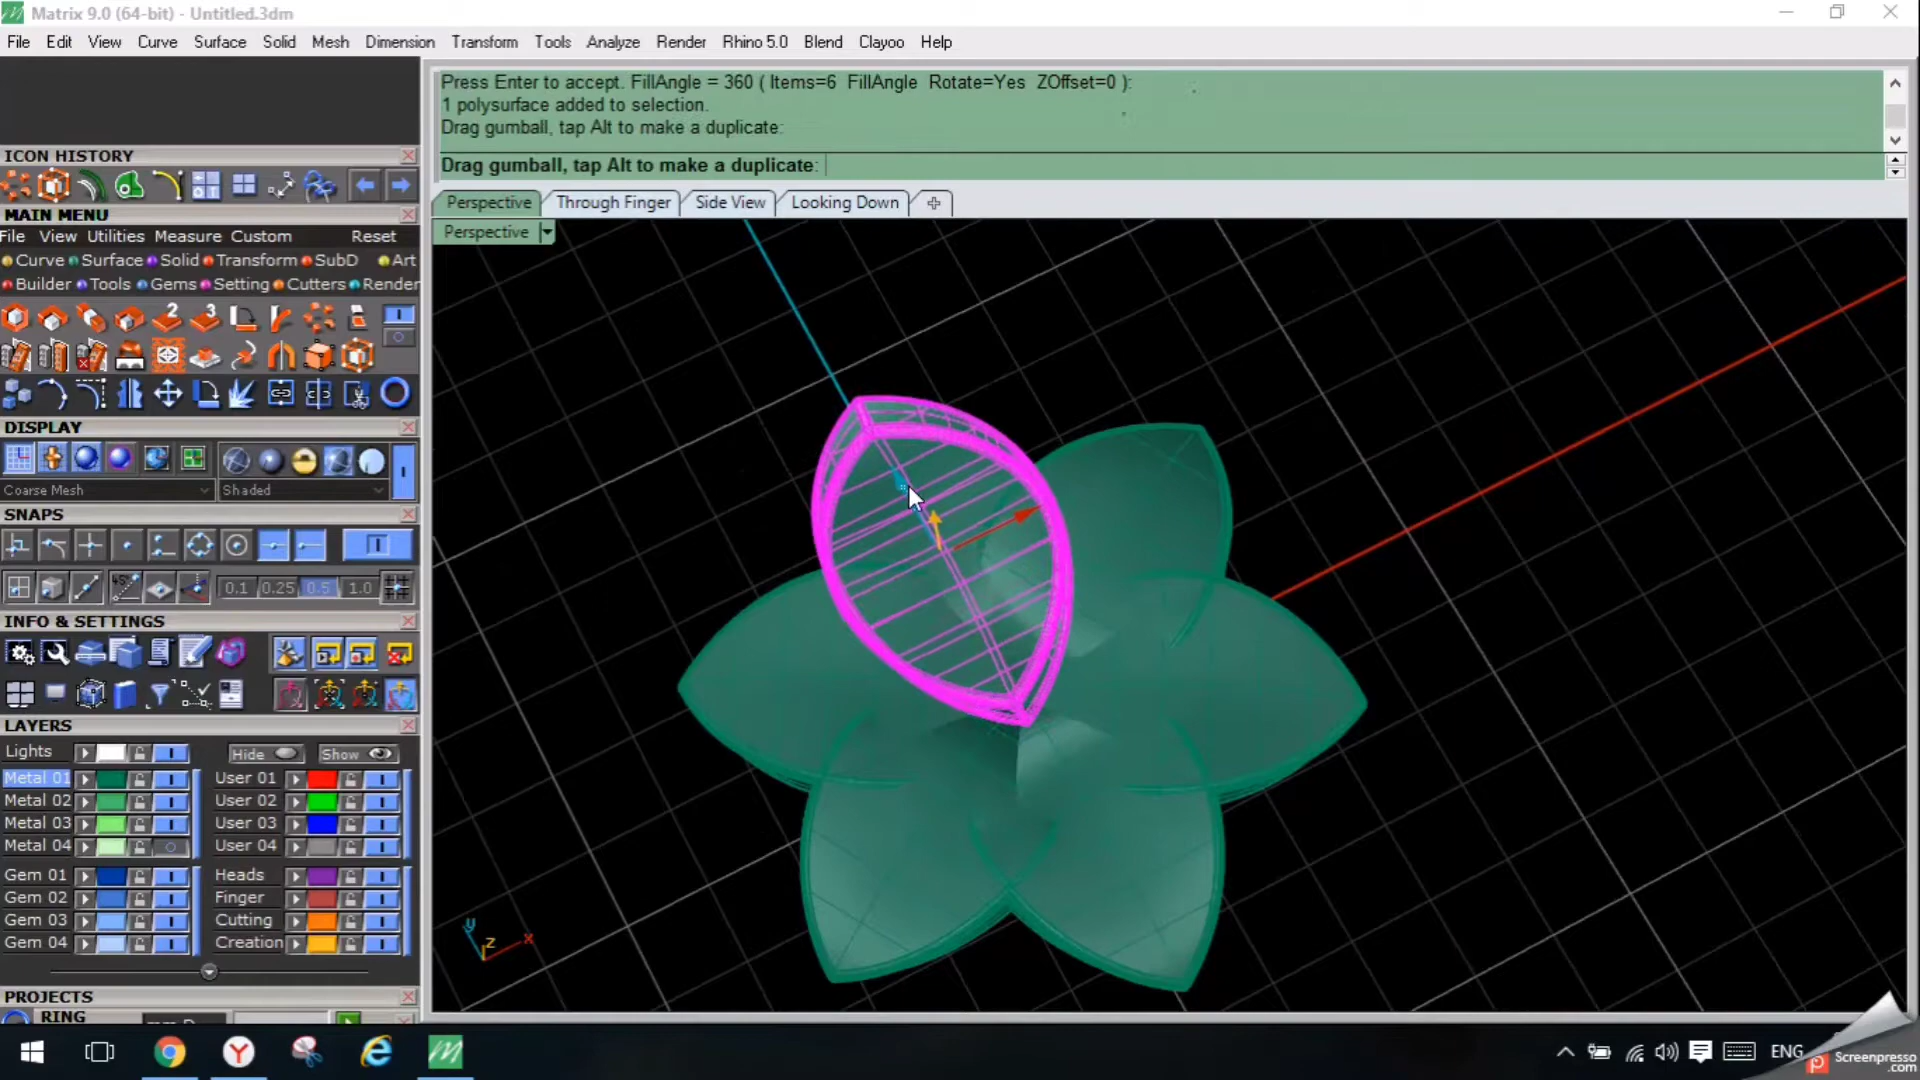 Matrix 9.0 (64-bit) - Untitled.3dm
File Edit View Curve Surface Solid Mesh Dimension Transform Tools Analyze Render Rhino 5.0 Blend Clayoo Help
Press Enter to accept. FillAngle = 360 ( Items=6 FillAngle Rotate=Yes ZOffset=0 ):
1 polysurface added to selection.
Drag gumball, tap Alt to make a duplicate:
Drag gumball, tap Alt to make a duplicate:
Perspective Through Finger Side View Looking Down
Perspective
ICON HISTORY
MAIN MENU
File View Utilities Measure Custom Reset
Curve Surface Solid Transform SubD Art
Builder Tools Gems Setting Cutters Render
2 3
DISPLAY
Coarse Mesh Shaded
SNAPS
45°
0.1 0.25 0.5 1.0
INFO & SETTINGS
LAYERS
Lights Hide Show
Metal 01 User 01
Metal 02 User 02
Metal 03 User 03
Metal 04 User 04
Gem 01 Heads
Gem 02 Finger
Gem 03 Cutting
Gem 04 Creation
PROJECTS
RING
y
z
x
ENG
Screenpresso
.com